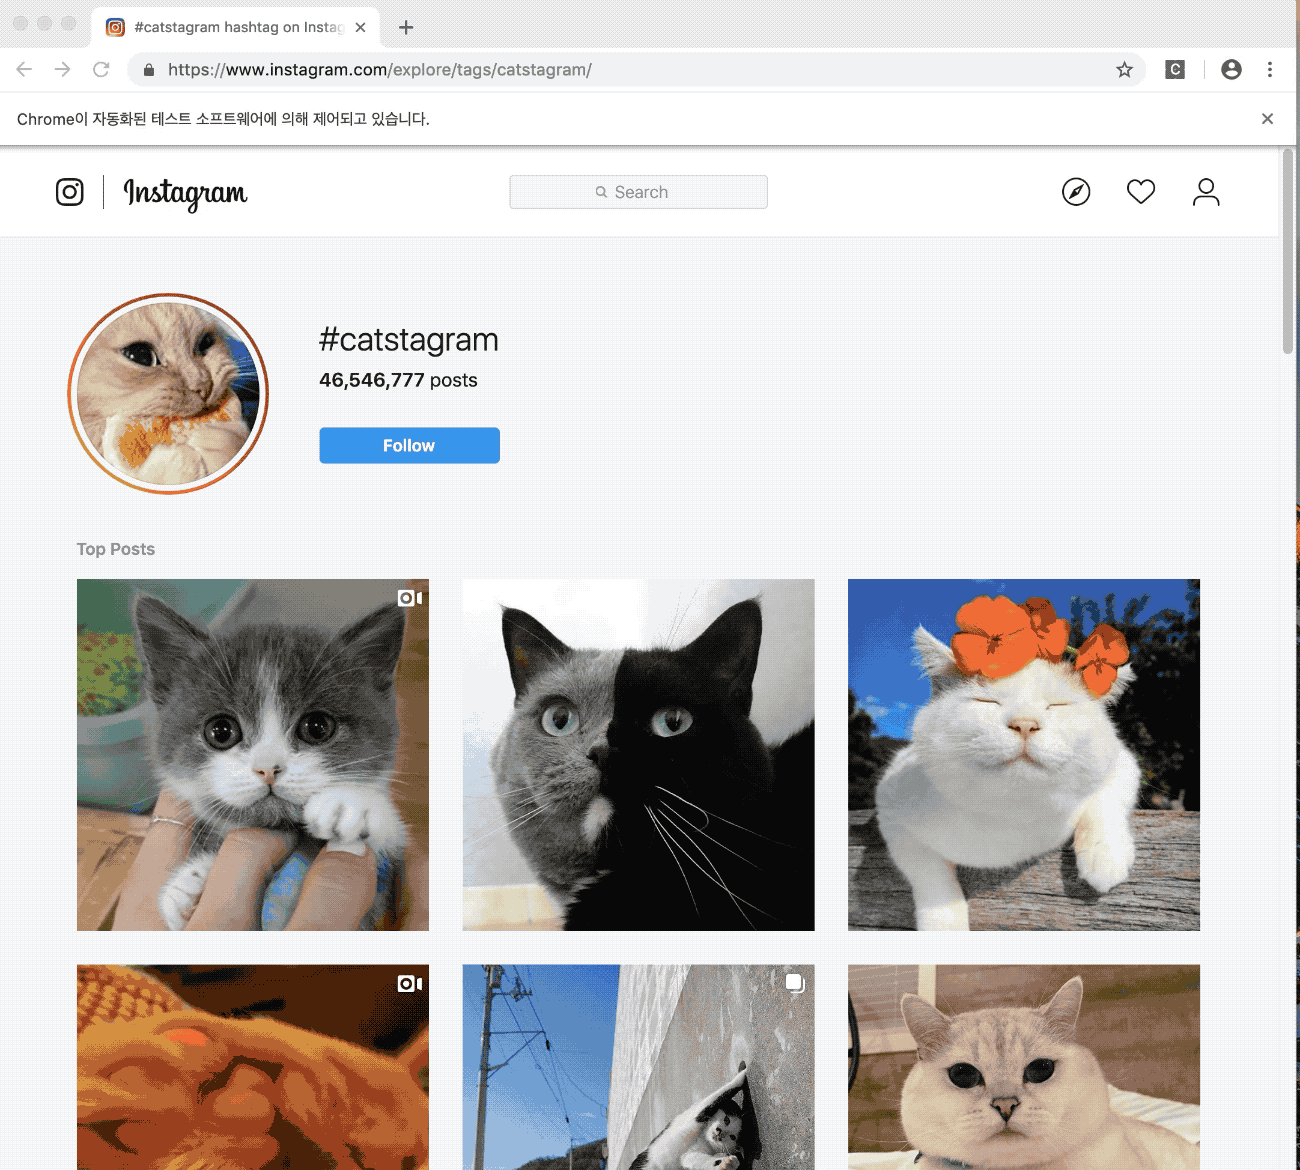 #catstagram hashtag on Instag
https://www.instagram.com/explore/tags/catstagram/
C
Chrome이 자동화된 테스트 소프트웨어에 의해 제어되고 있습니다.
Instagram
Search
#catstagram
46,546,777 posts
Follow
Top Posts